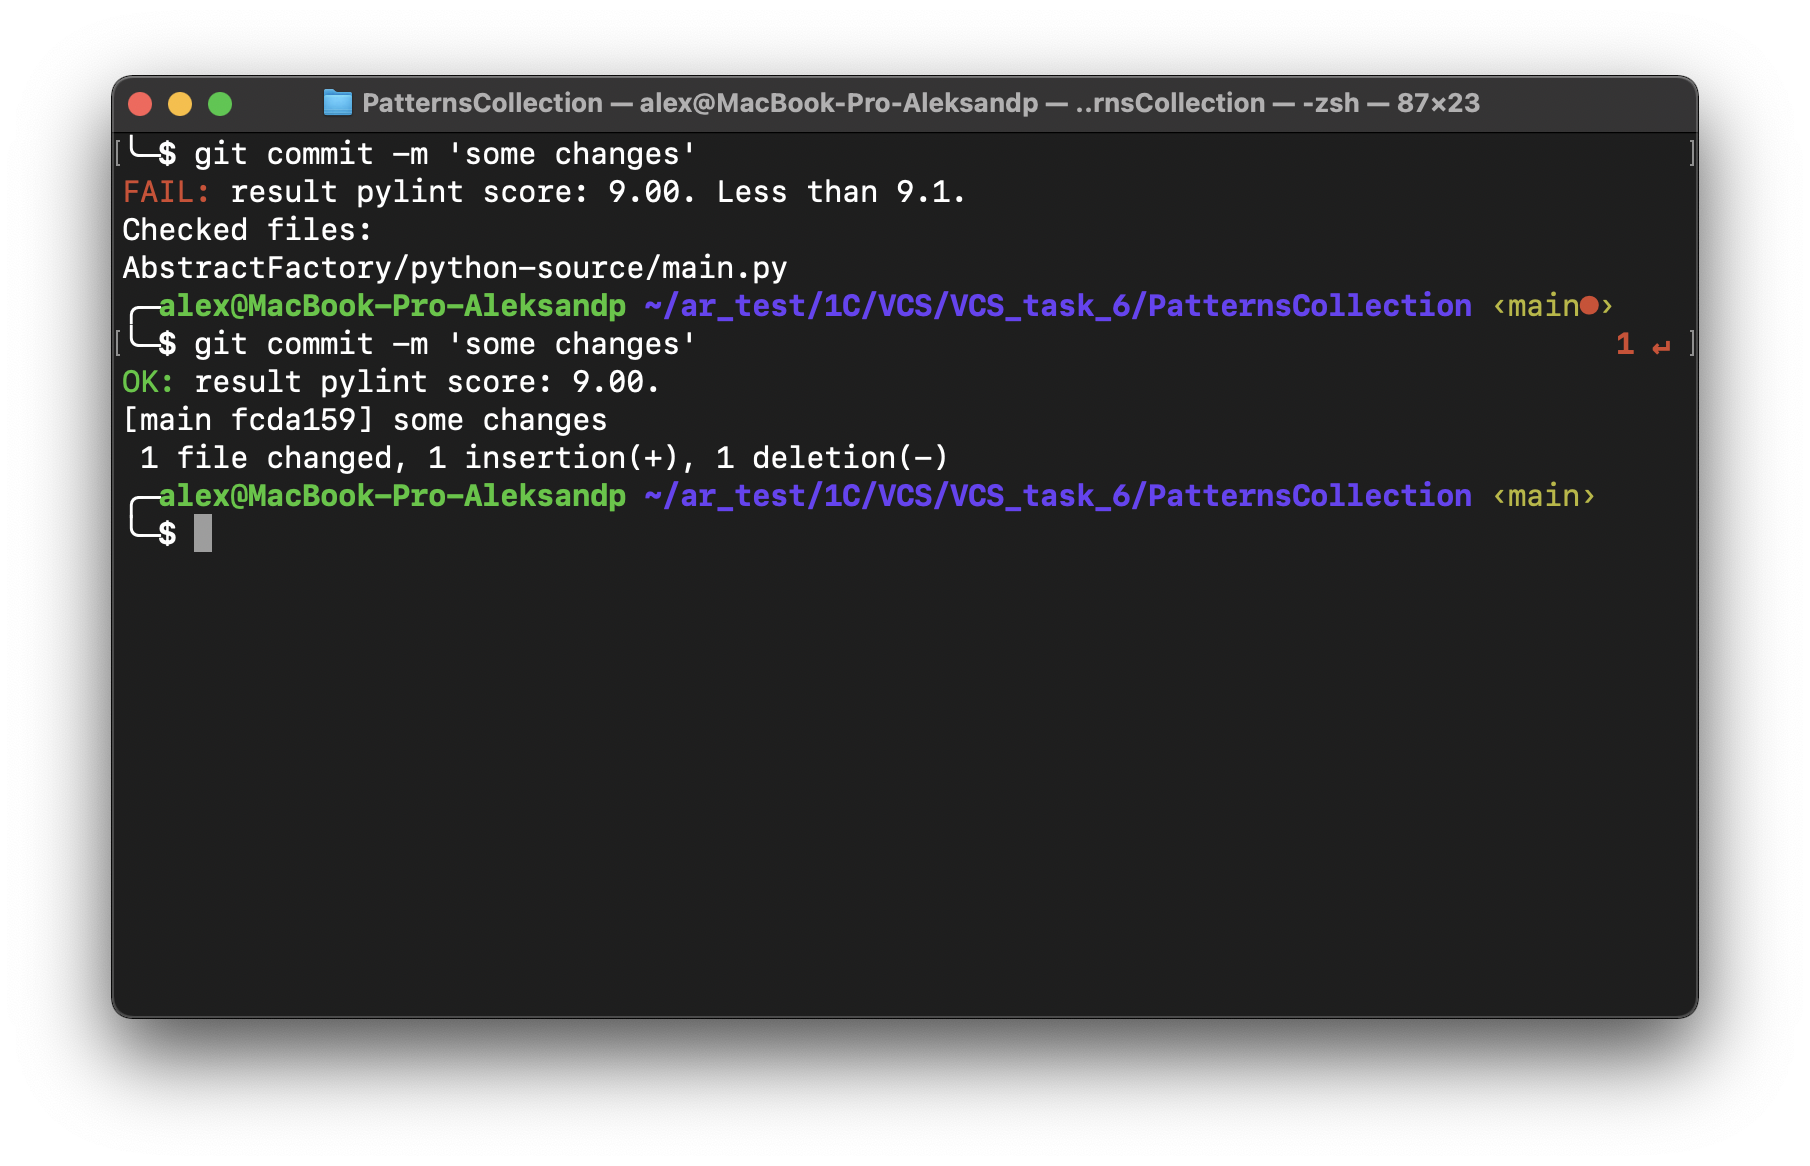 PatternsCollection — alex@MacBook-Pro-Aleksandp — ..rnsCollection — -zsh — 87×23
[╰─$ git commit -m 'some changes' ]
FAIL: result pylint score: 9.00. Less than 9.1.
Checked files:
AbstractFactory/python-source/main.py
╭─alex@MacBook-Pro-Aleksandp ~/ar_test/1C/VCS/VCS_task_6/PatternsCollection ‹main●›
[╰─$ git commit -m 'some changes' 1 ↵ ]
OK: result pylint score: 9.00.
[main fcda159] some changes
 1 file changed, 1 insertion(+), 1 deletion(-)
╭─alex@MacBook-Pro-Aleksandp ~/ar_test/1C/VCS/VCS_task_6/PatternsCollection ‹main›
╰─$